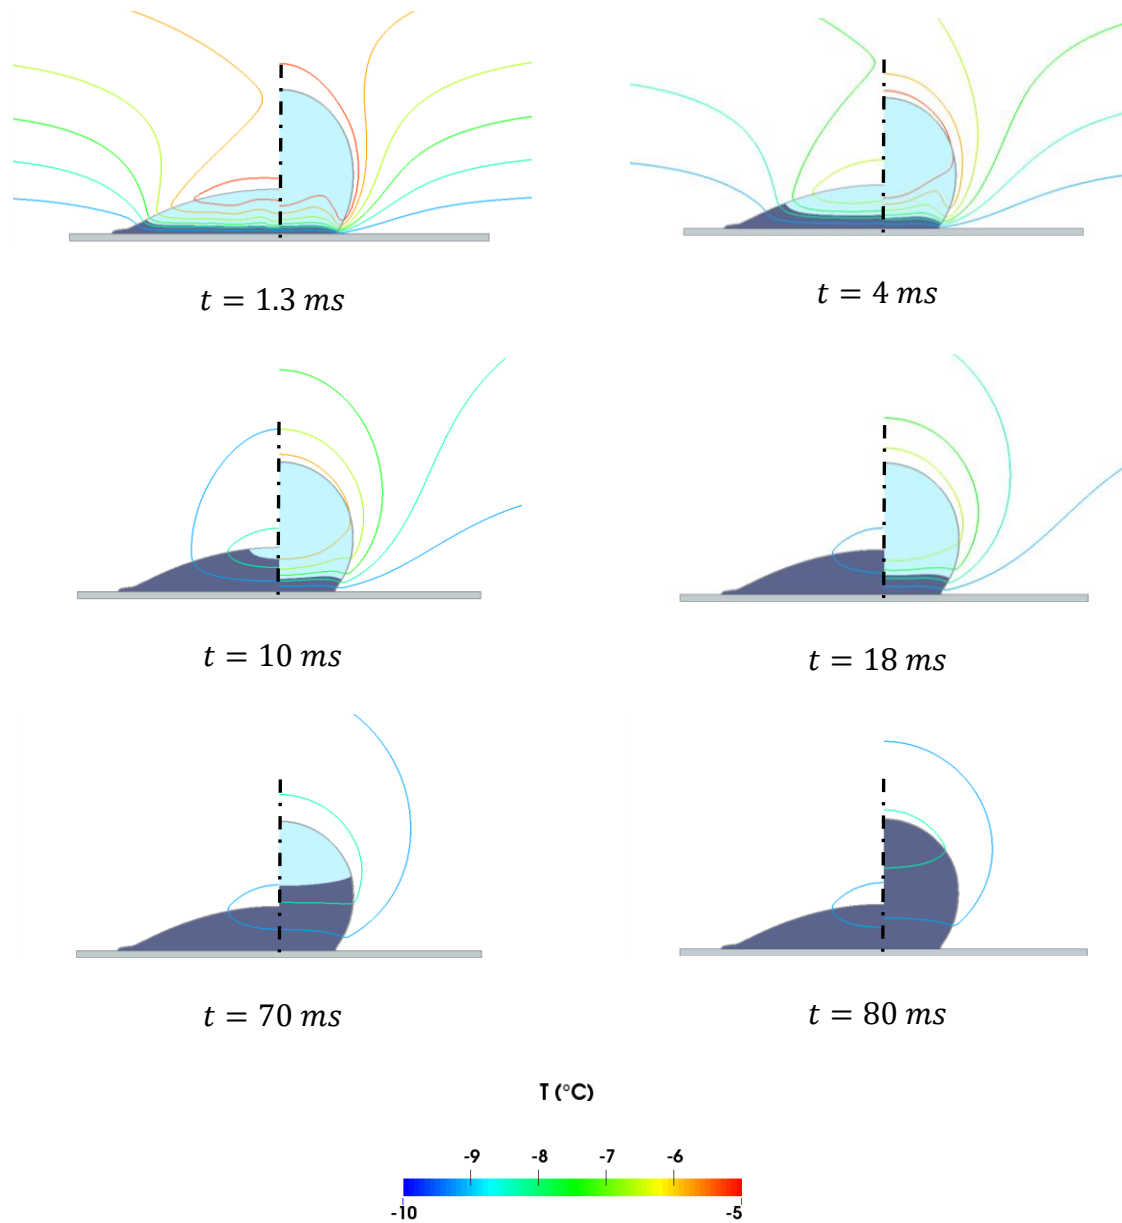 t = 1.3 ms
t = 4 ms
t = 10 ms
t = 18 ms
t = 70 ms
t = 80 ms
T (°C)
-9 -8 -7 -6
-10 -5